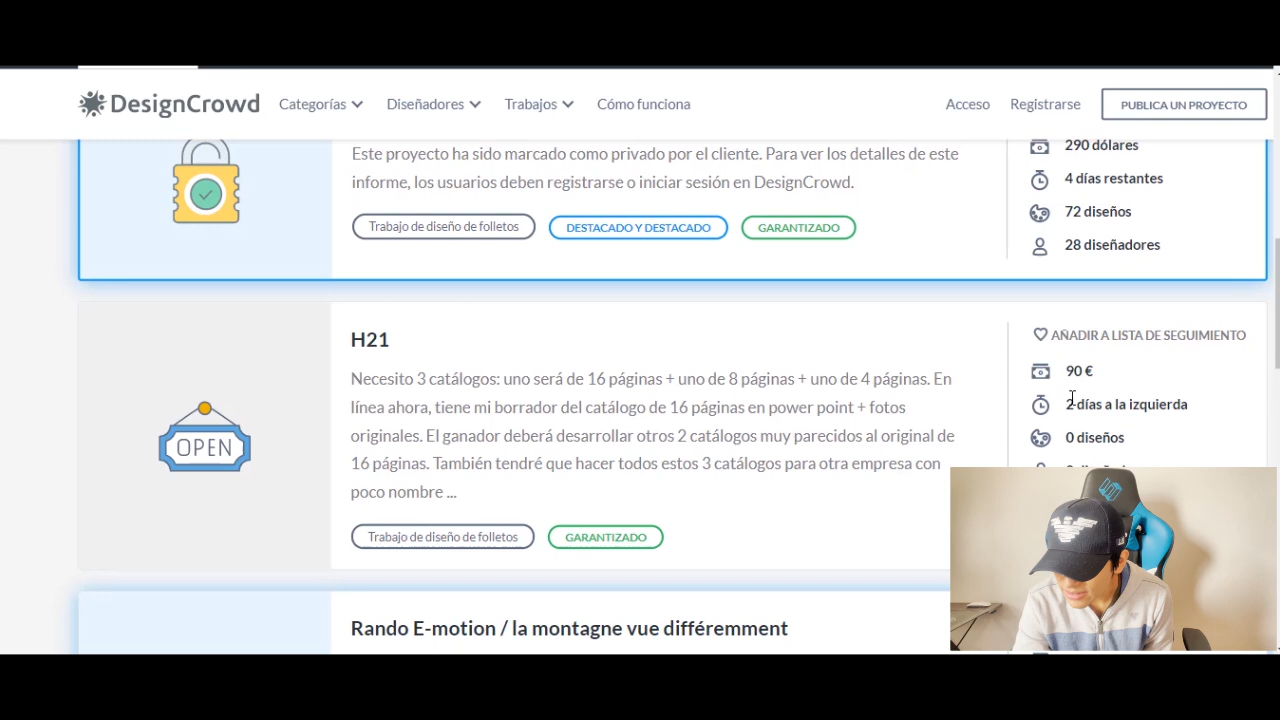 DesignCrowd Categorías Diseñadores Trabajos Cómo funciona Acceso Registrarse PUBLICA UN PROYECTO
Este proyecto ha sido marcado como privado por el cliente. Para ver los detalles de este
informe, los usuarios deben registrarse o iniciar sesión en DesignCrowd.
Trabajo de diseño de folletos DESTACADO Y DESTACADO GARANTIZADO
290 dólares
4 días restantes
72 diseños
28 diseñadores
H21
Necesito 3 catálogos: uno será de 16 páginas + uno de 8 páginas + uno de 4 páginas. En
línea ahora, tiene mi borrador del catálogo de 16 páginas en power point + fotos
originales. El ganador deberá desarrollar otros 2 catálogos muy parecidos al original de
16 páginas. También tendré que hacer todos estos 3 catálogos para otra empresa con
poco nombre ...
OPEN
Trabajo de diseño de folletos GARANTIZADO
AÑADIR A LISTA DE SEGUIMIENTO
90 €
2 días a la izquierda
0 diseños
Rando E-motion / la montagne vue différemment